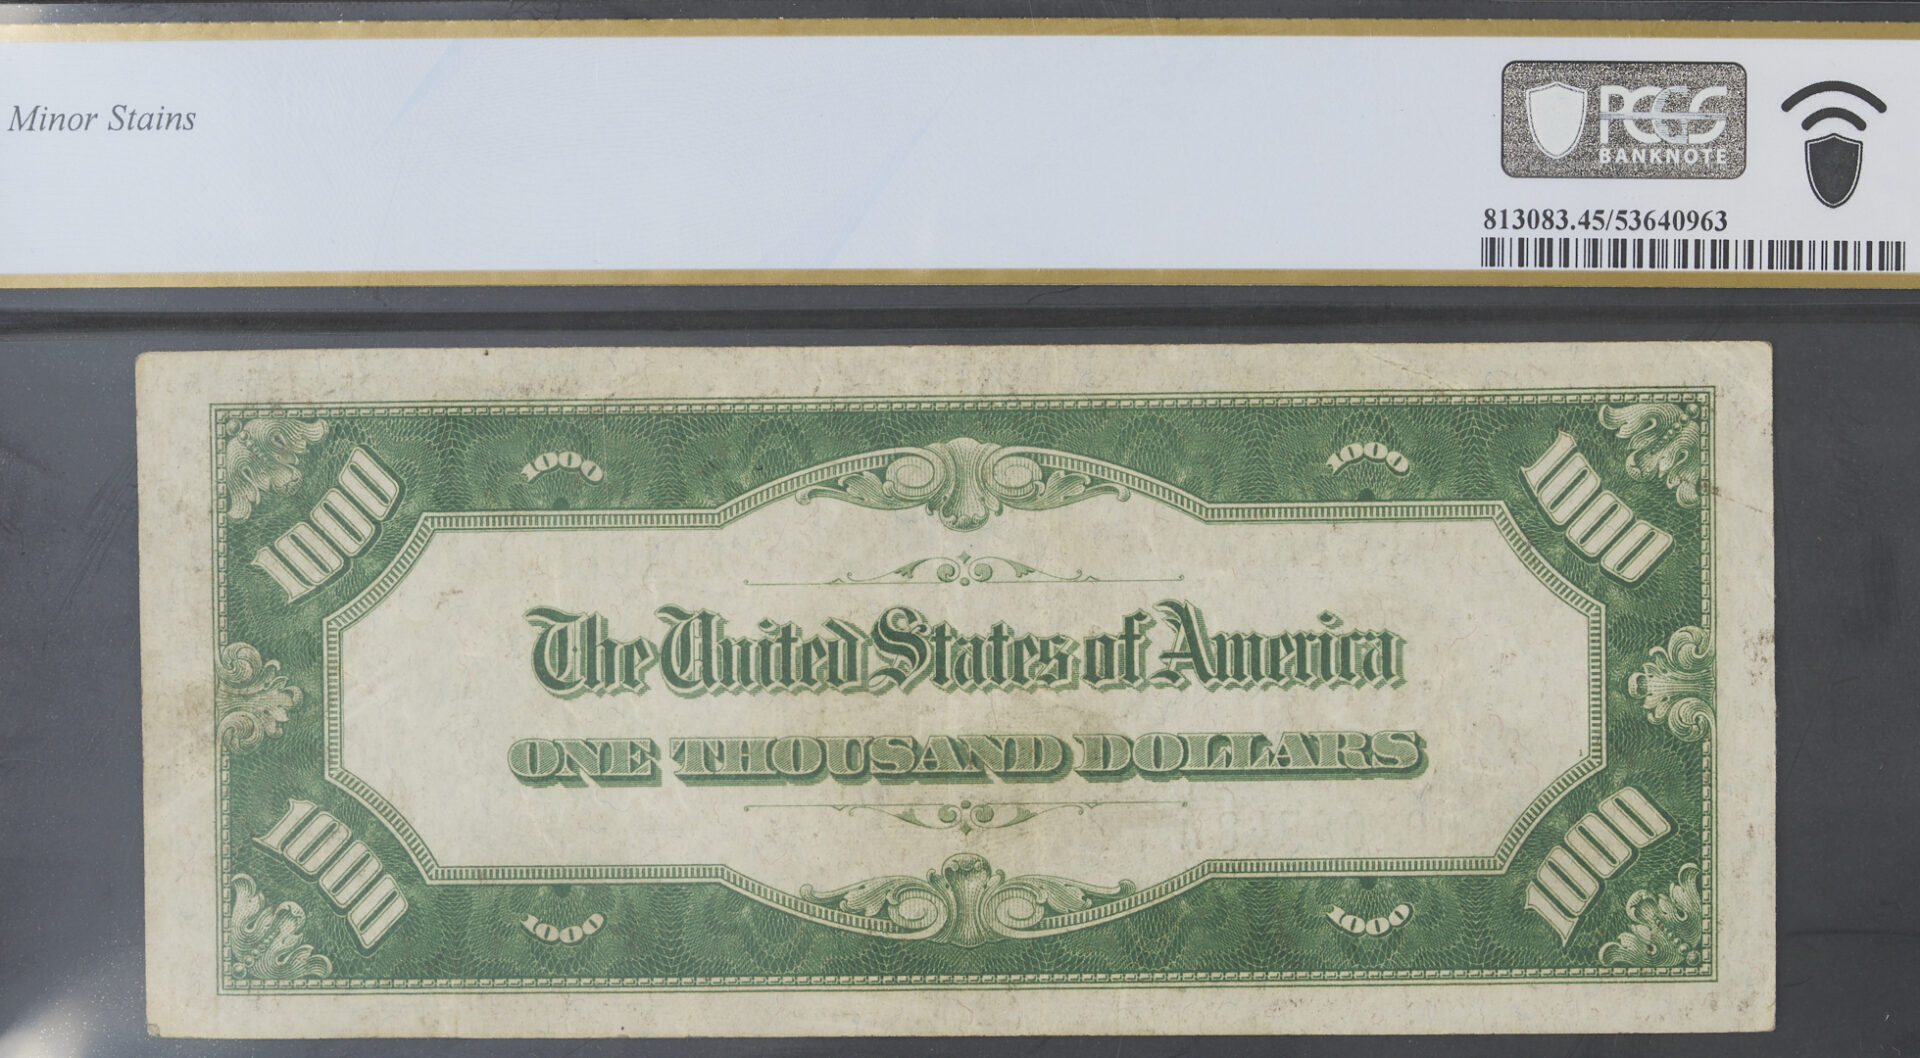 Minor Stains
PCGS
BANKNOTE
813083.45/53640963
1000 1000 1000 1000
The United States of America
ONE THOUSAND DOLLARS
1000 1000 1000 1000